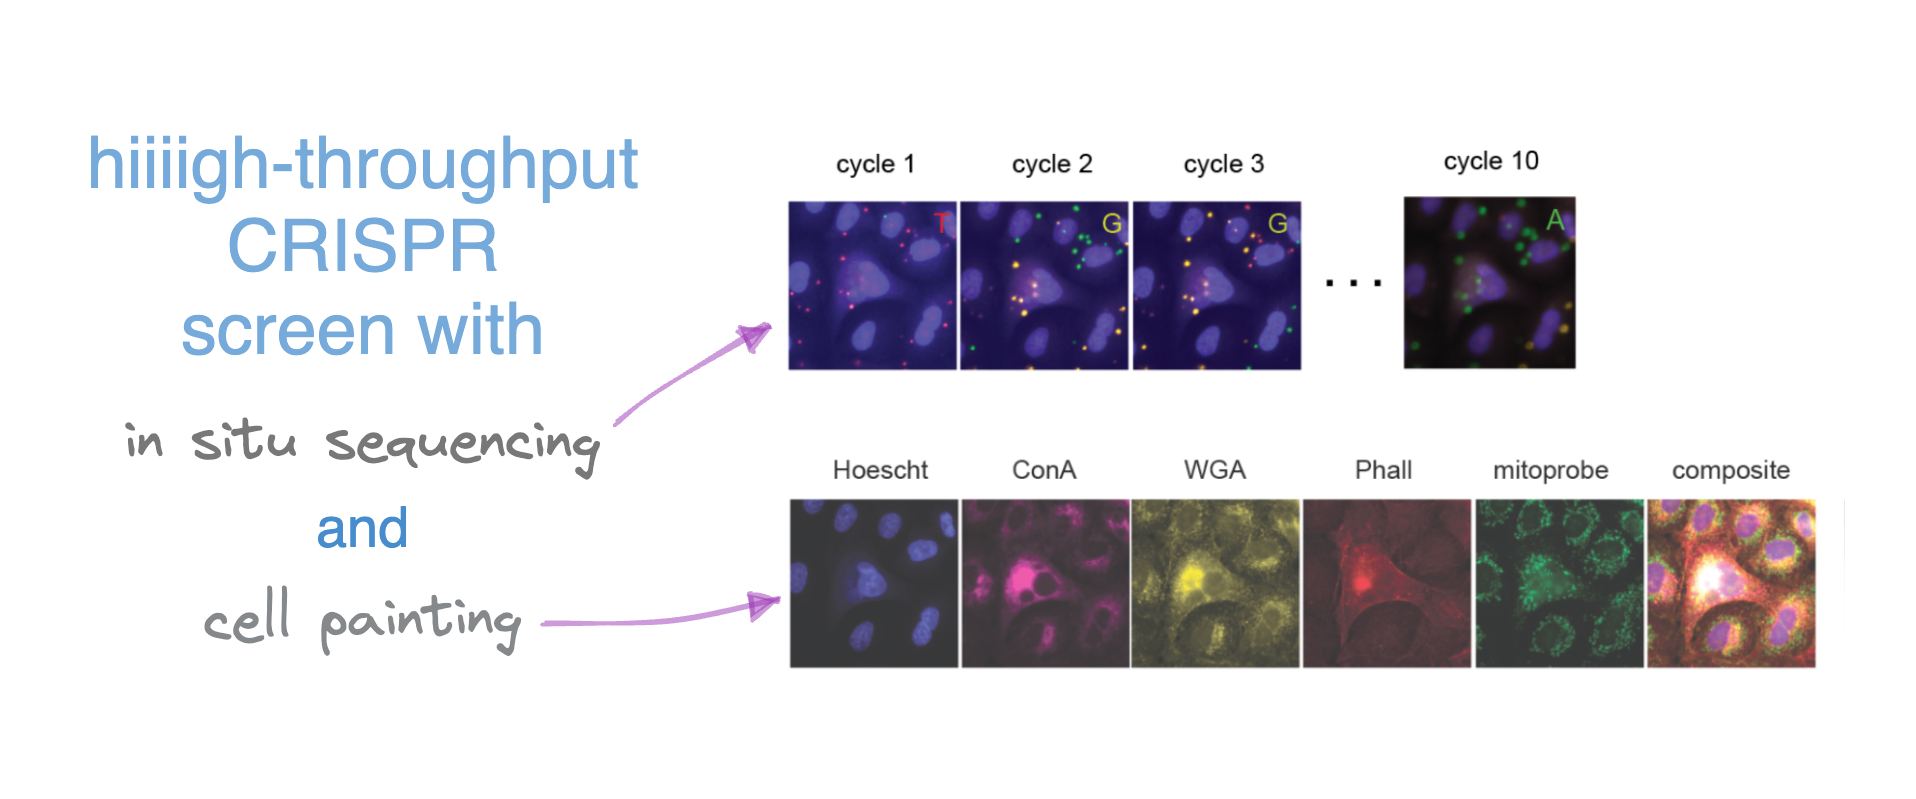 hiiiigh-throughput
CRISPR
screen with
in situ sequencing
and
cell painting
cycle 1 cycle 2 cycle 3 cycle 10
T G G ... A
Hoescht ConA WGA Phall mitoprobe composite